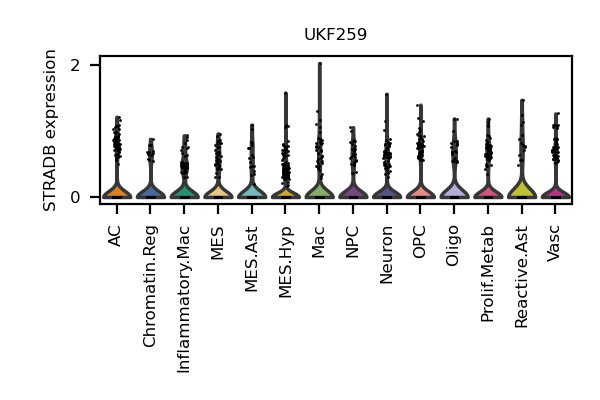 UKF259
STRADB expression
2
0
AC
Chromatin.Reg
Inflammatory.Mac
MES
MES.Ast
MES.Hyp
Mac
NPC
Neuron
OPC
Oligo
Prolif.Metab
Reactive.Ast
Vasc